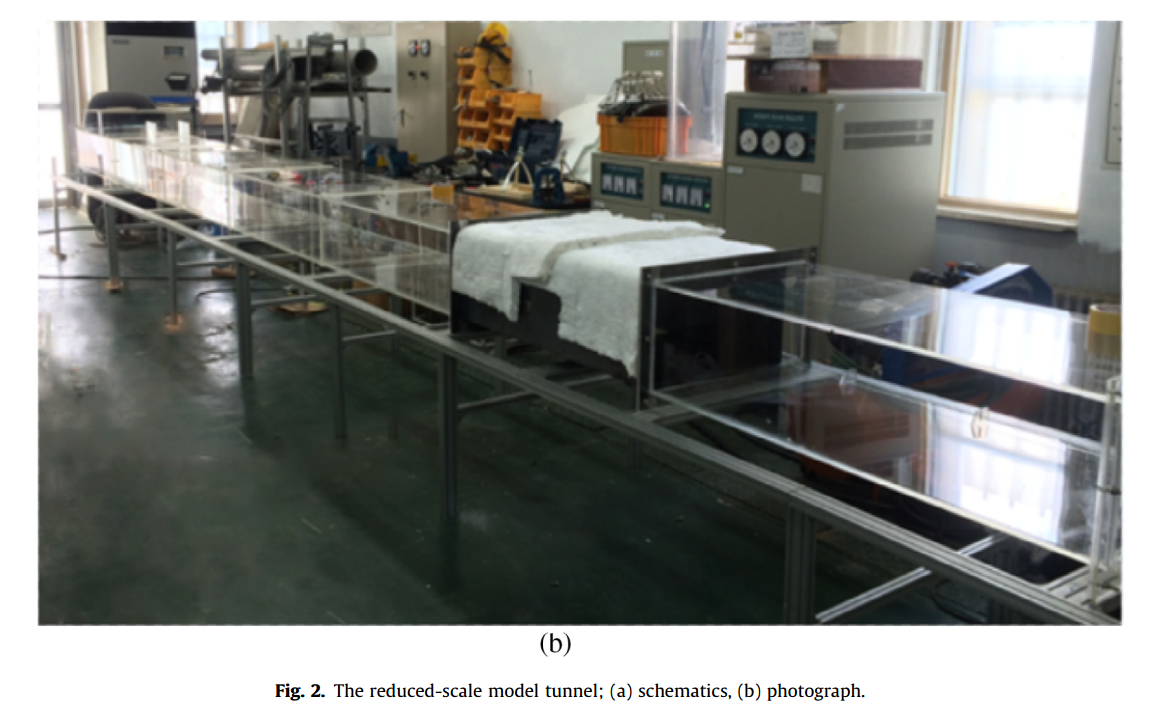 (b)
Fig. 2. The reduced-scale model tunnel; (a) schematics, (b) photograph.